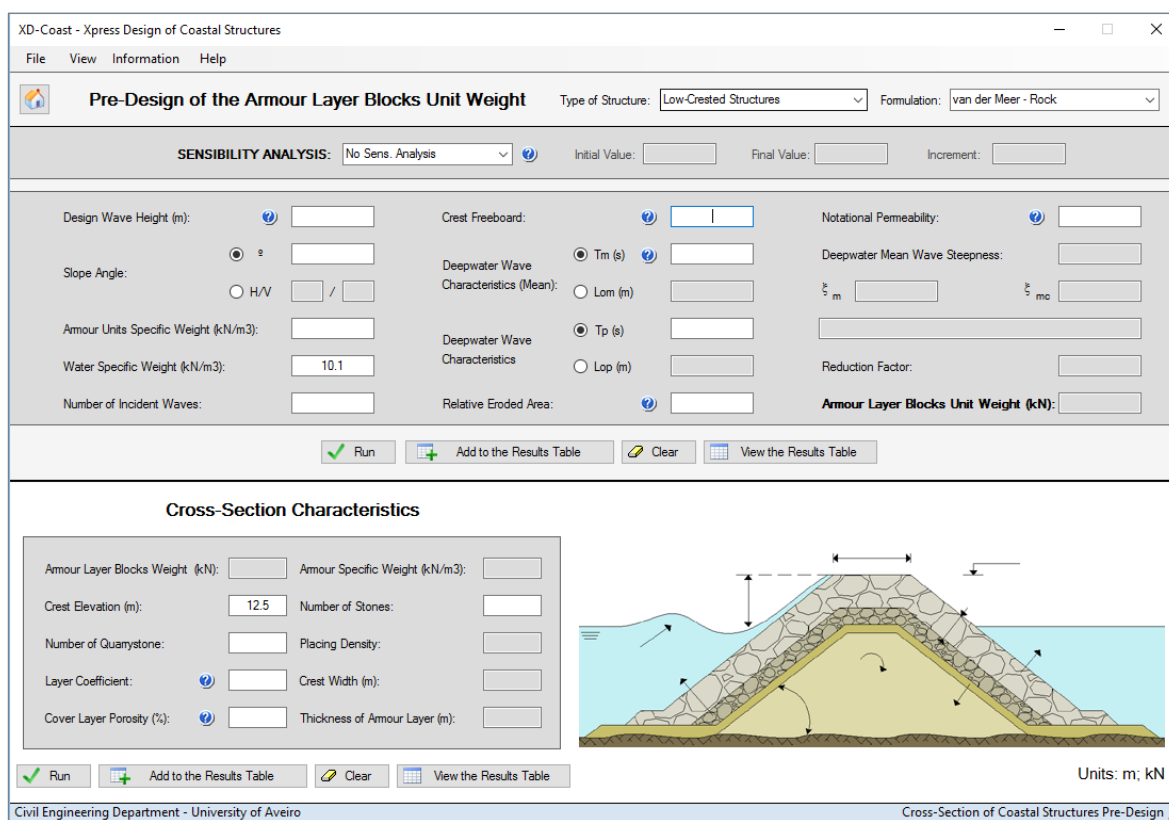 XD-Coast - Xpress Design of Coastal Structures
File View Information Help
Pre-Design of the Armour Layer Blocks Unit Weight Type of Structure: Low-Crested Structures Formulation: van der Meer - Rock
SENSIBILITY ANALYSIS: No Sens. Analysis Initial Value: Final Value: Increment:
Design Wave Height (m): Crest Freeboard: Notational Permeability:
Slope Angle: º Deepwater Wave Characteristics (Mean): Tm (s) Deepwater Mean Wave Steepness:
H/V / Lom (m) ξ m ξ mc
Armour Units Specific Weight (kN/m3): Deepwater Wave Characteristics Tp (s)
Water Specific Weight (kN/m3): 10.1 Lop (m) Reduction Factor:
Number of Incident Waves: Relative Eroded Area: Armour Layer Blocks Unit Weight (kN):
Run Add to the Results Table Clear View the Results Table
Cross-Section Characteristics
Armour Layer Blocks Weight (kN): Armour Specific Weight (kN/m3):
Crest Elevation (m): 12.5 Number of Stones:
Number of Quarrystone: Placing Density:
Layer Coefficient: Crest Width (m):
Cover Layer Porosity (%): Thickness of Armour Layer (m):
Run Add to the Results Table Clear View the Results Table
Units: m; kN
Civil Engineering Department - University of Aveiro Cross-Section of Coastal Structures Pre-Design